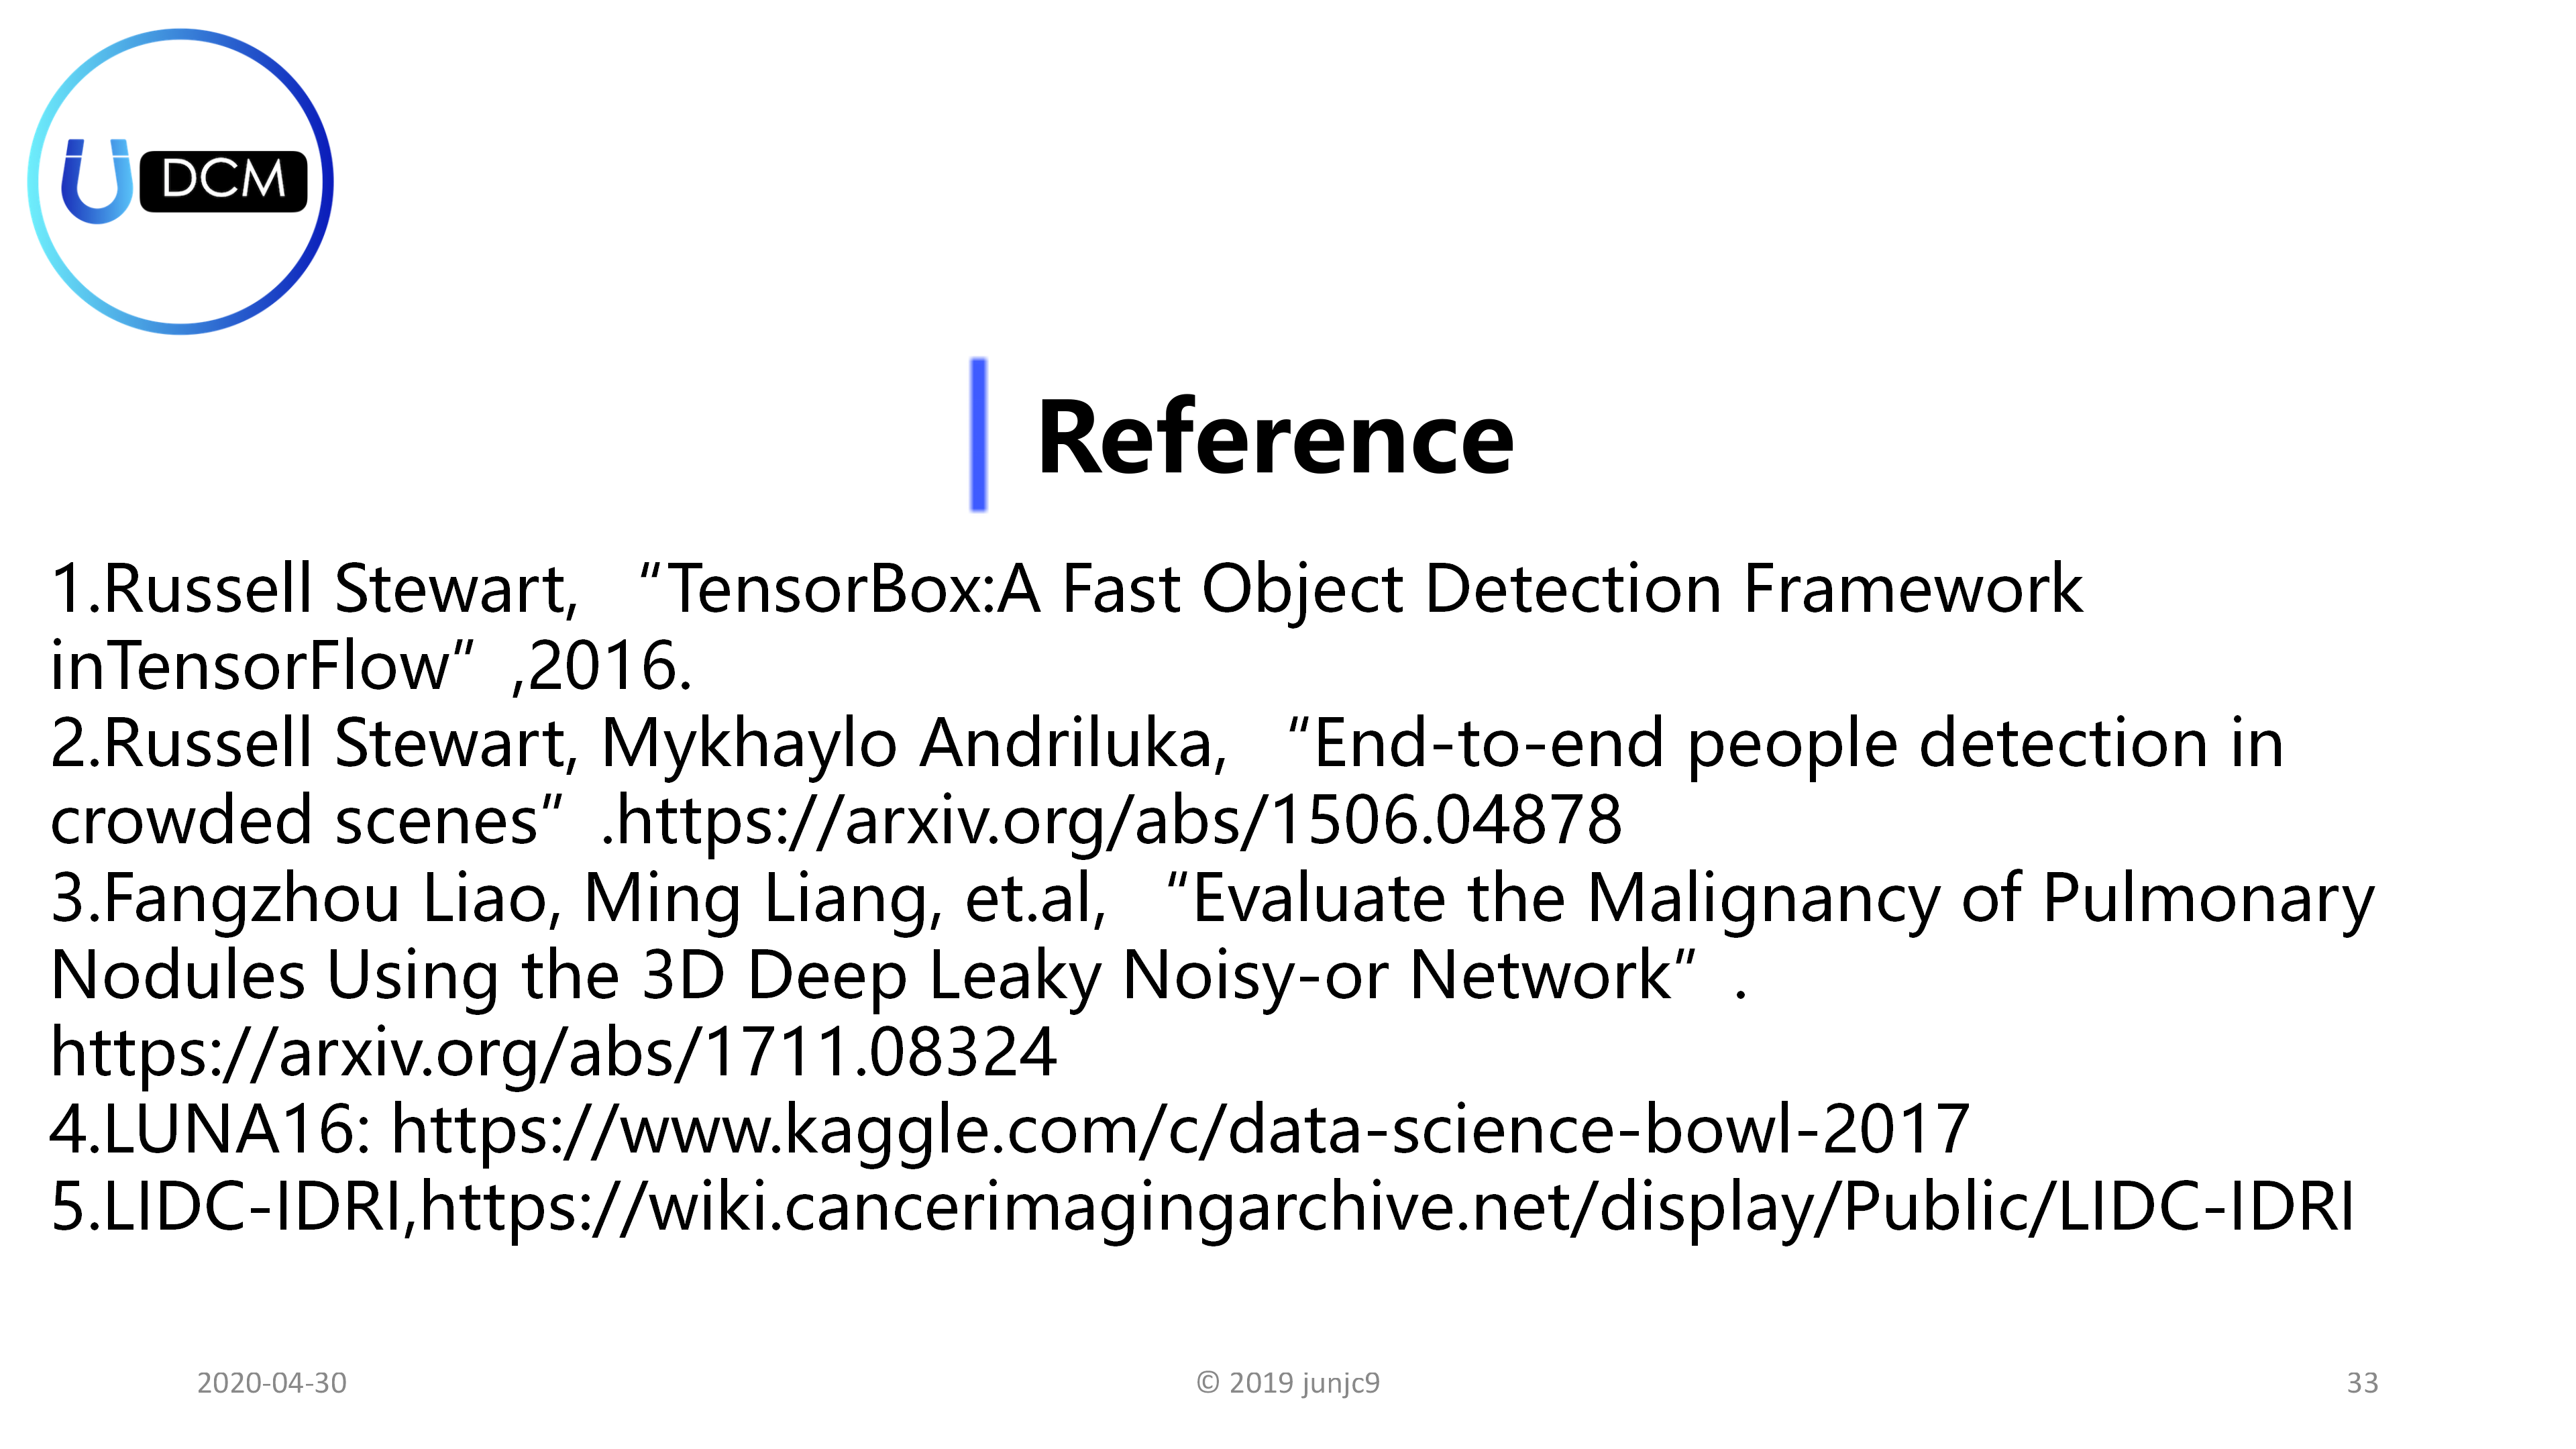 U DCM
Reference
1.Russell Stewart, “TensorBox:A Fast Object Detection Framework
inTensorFlow” ,2016.
2.Russell Stewart, Mykhaylo Andriluka, “End-to-end people detection in
crowded scenes” .https://arxiv.org/abs/1506.04878
3.Fangzhou Liao, Ming Liang, et.al, “Evaluate the Malignancy of Pulmonary
Nodules Using the 3D Deep Leaky Noisy-or Network” .
https://arxiv.org/abs/1711.08324
4.LUNA16: https://www.kaggle.com/c/data-science-bowl-2017
5.LIDC-IDRI,https://wiki.cancerimagingarchive.net/display/Public/LIDC-IDRI
2020-04-30
© 2019 junjc9
33